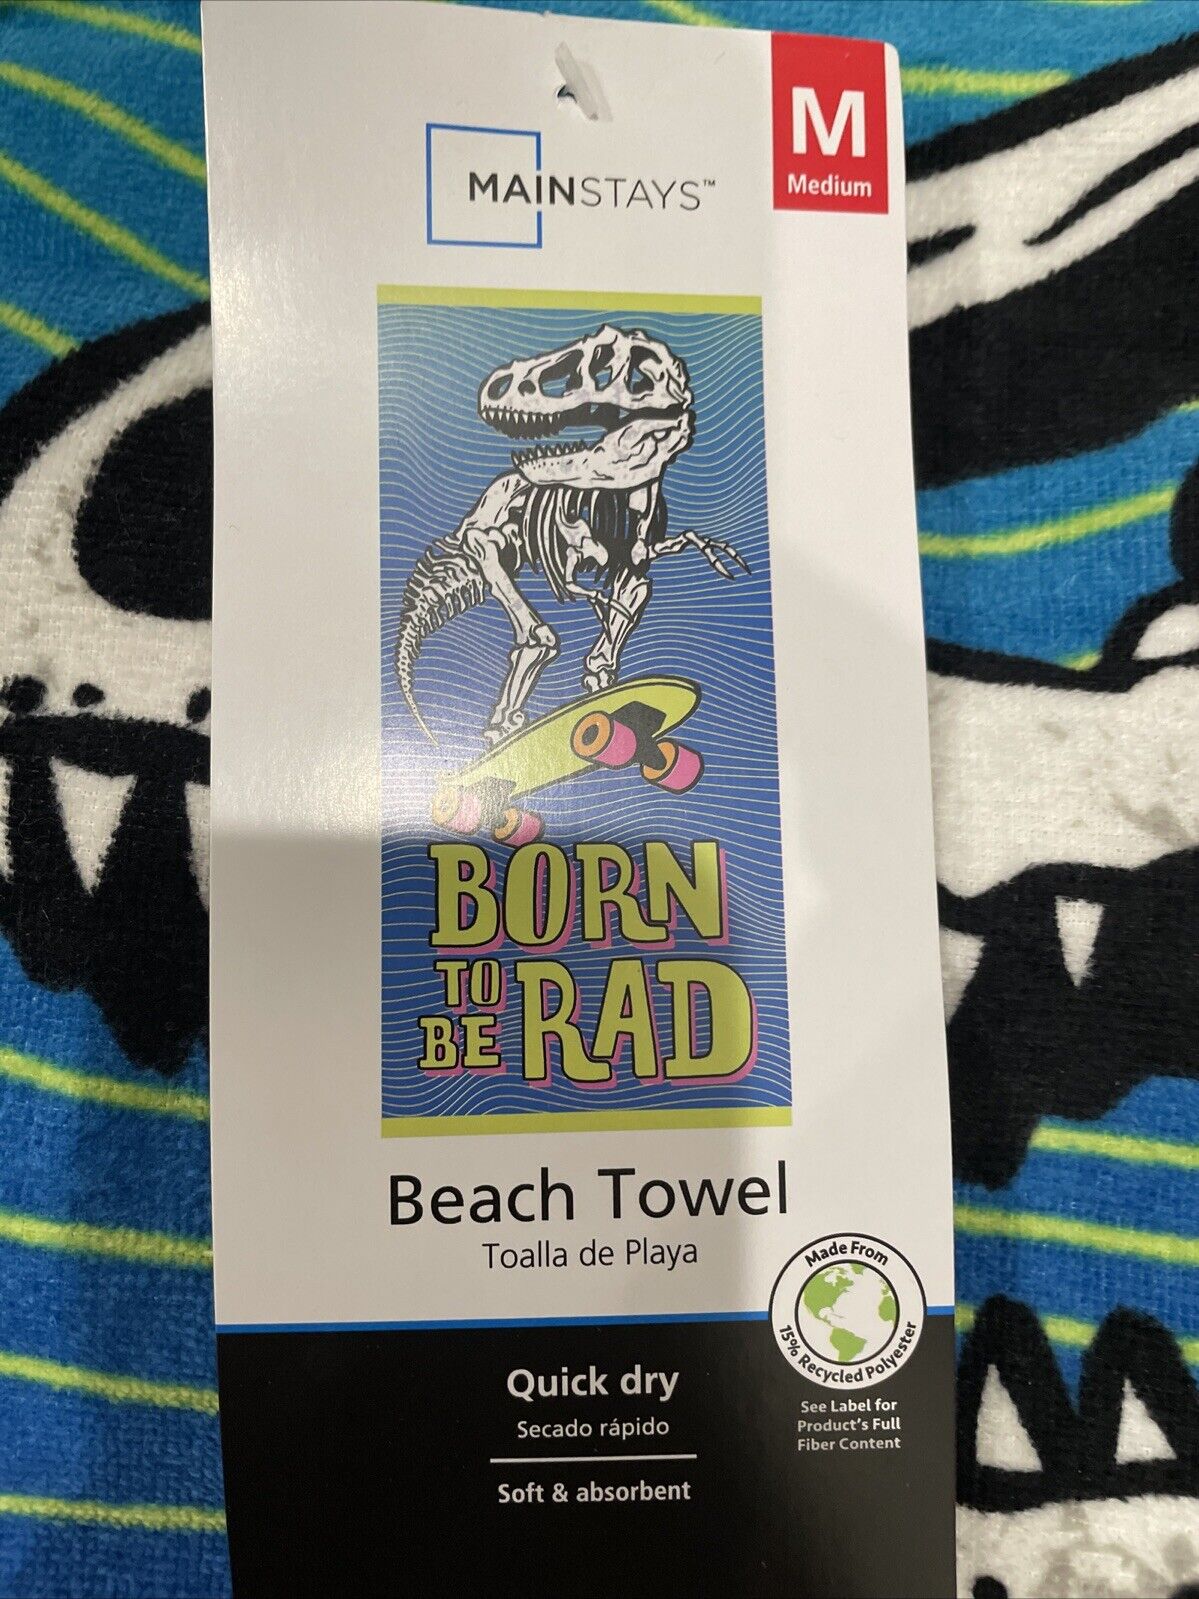 M
Medium
MAINSTAYS™
BORN
TO
BE RAD
Beach Towel
Toalla de Playa
Made From
15% Recycled Polyester
See Label for
Product's Full
Fiber Content
Quick dry
Secado rápido
Soft & absorbent